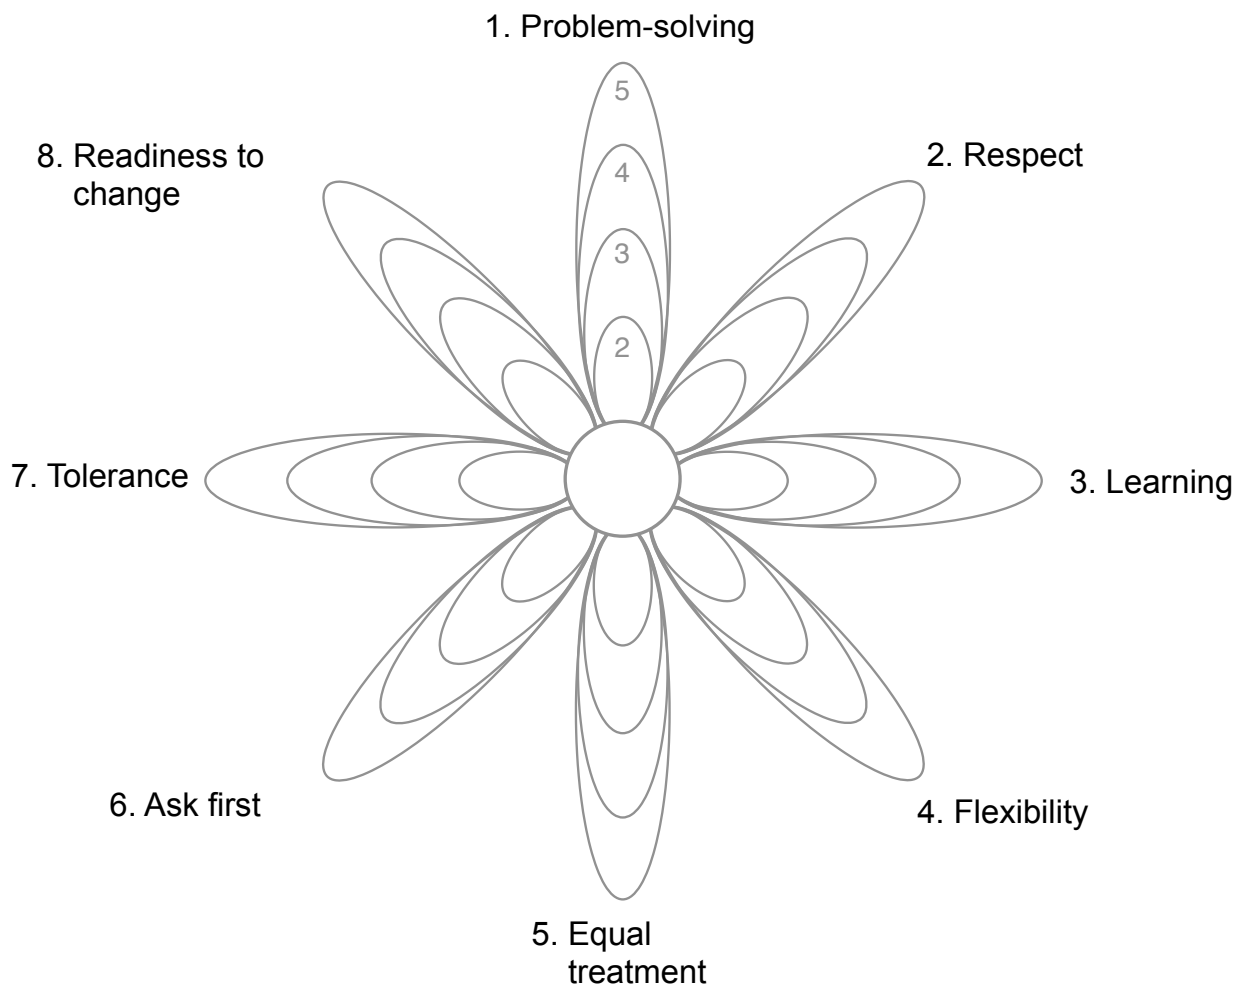 1. Problem-solving
5
4
3
2
2. Respect
3. Learning
4. Flexibility
5. Equal
treatment
6. Ask first
7. Tolerance
8. Readiness to
change